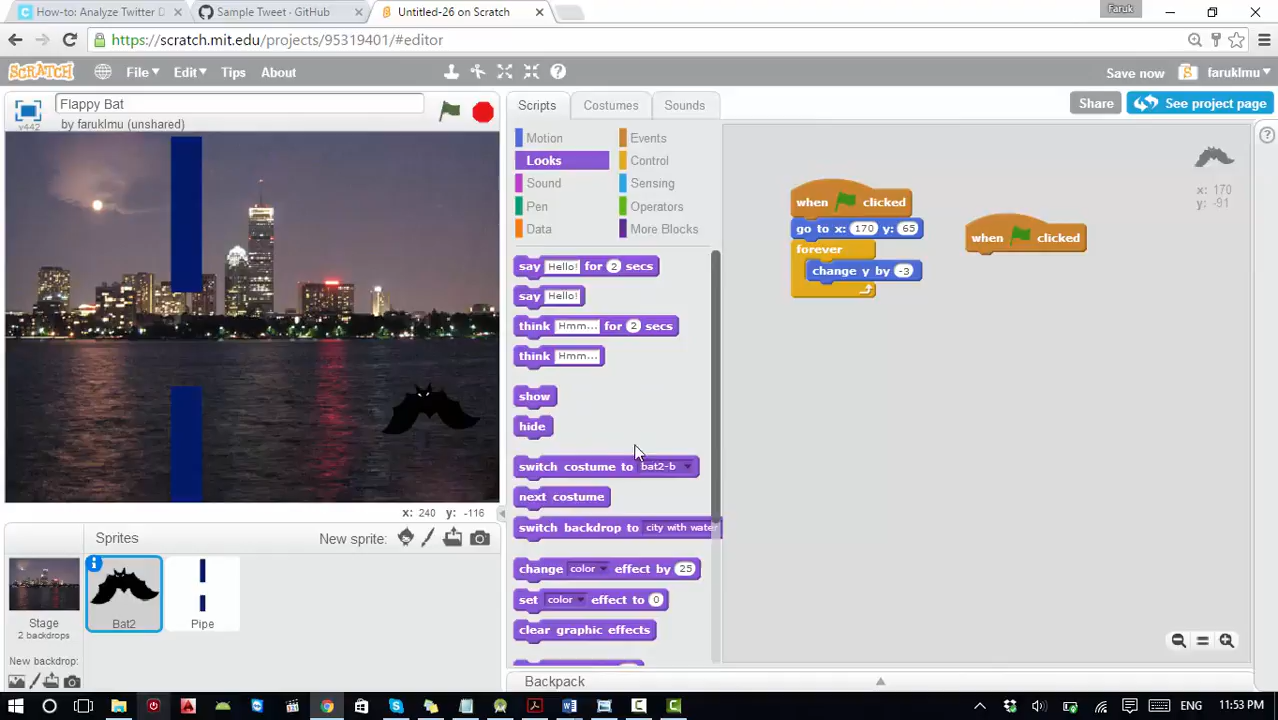 How-to: Analyze Twitter D
Sample Tweet · GitHub
Untitled-26 on Scratch
Faruk
https://scratch.mit.edu/projects/95319401/#editor
SCRATCH
File
Edit
Tips
About
Save now
faruklmu
Flappy Bat
by faruklmu (unshared)
v442
Scripts
Costumes
Sounds
Share
See project page
Motion
Events
Looks
Control
Sound
Sensing
Pen
Operators
Data
More Blocks
say Hello! for 2 secs
say Hello!
think Hmm... for 2 secs
think Hmm...
show
hide
switch costume to bat2-b
next costume
switch backdrop to city with water
change color effect by 25
set color effect to 0
clear graphic effects
when clicked
go to x: 170 y: 65
forever
change y by -3
when clicked
x: 170
y: -91
x: 240 y: -116
Sprites
New sprite:
Stage
2 backdrops
New backdrop:
Bat2
Pipe
Backpack
ENG
11:53 PM